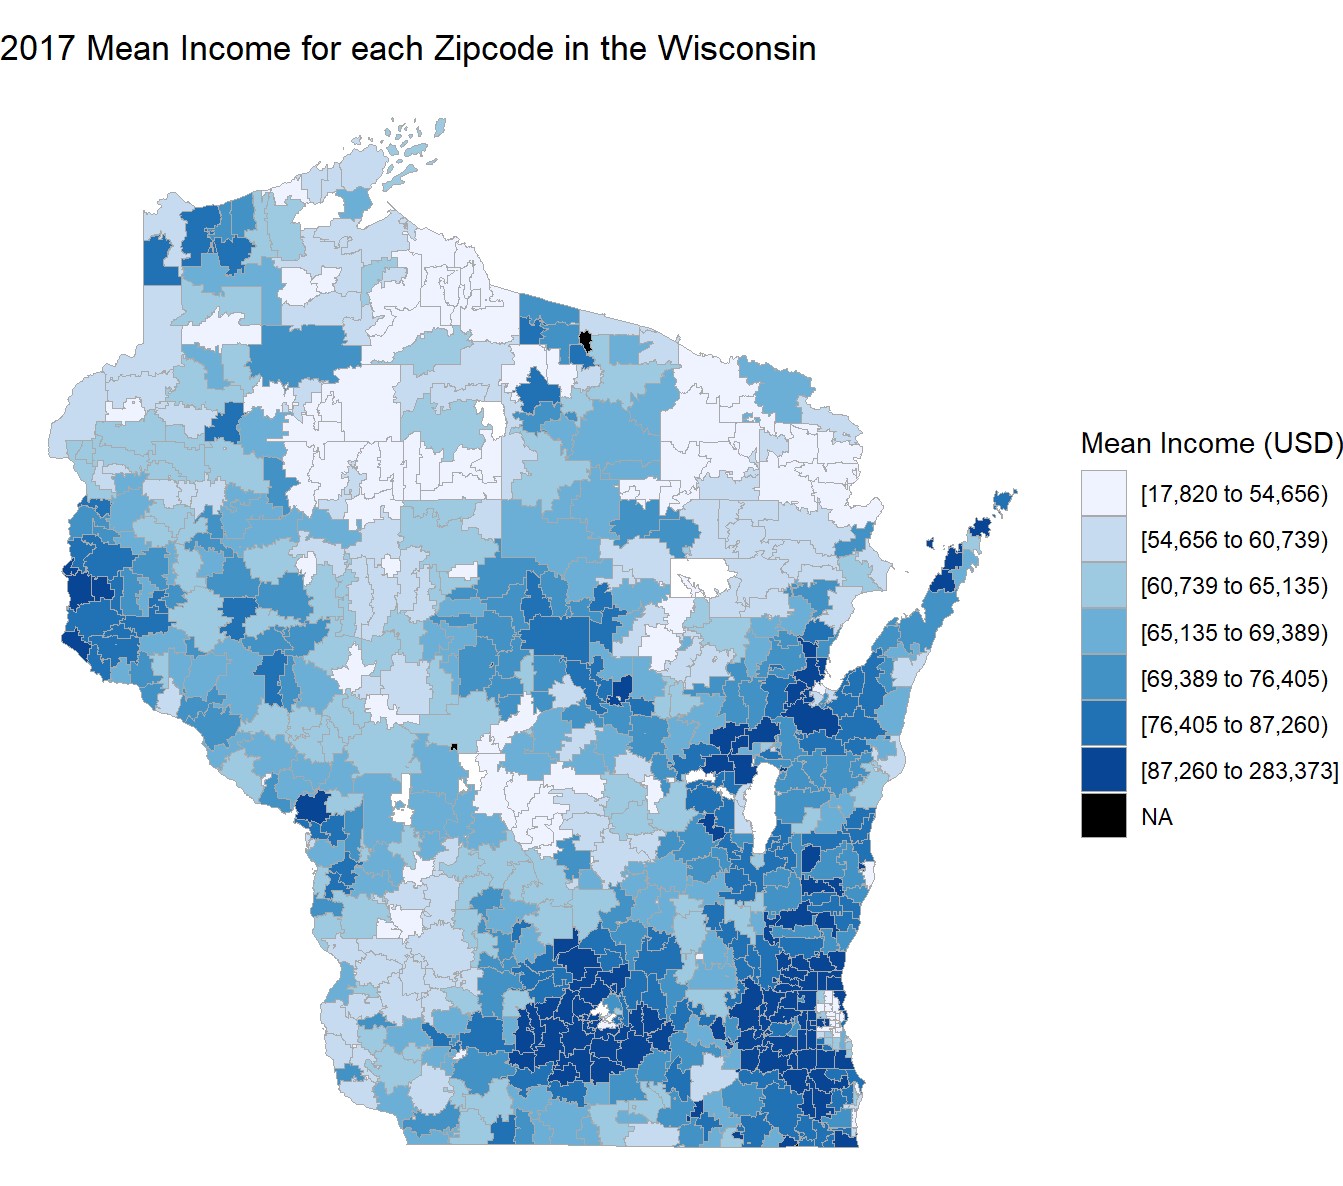 2017 Mean Income for each Zipcode in the Wisconsin
Mean Income (USD)
[17,820 to 54,656)
[54,656 to 60,739)
[60,739 to 65,135)
[65,135 to 69,389)
[69,389 to 76,405)
[76,405 to 87,260)
[87,260 to 283,373]
NA